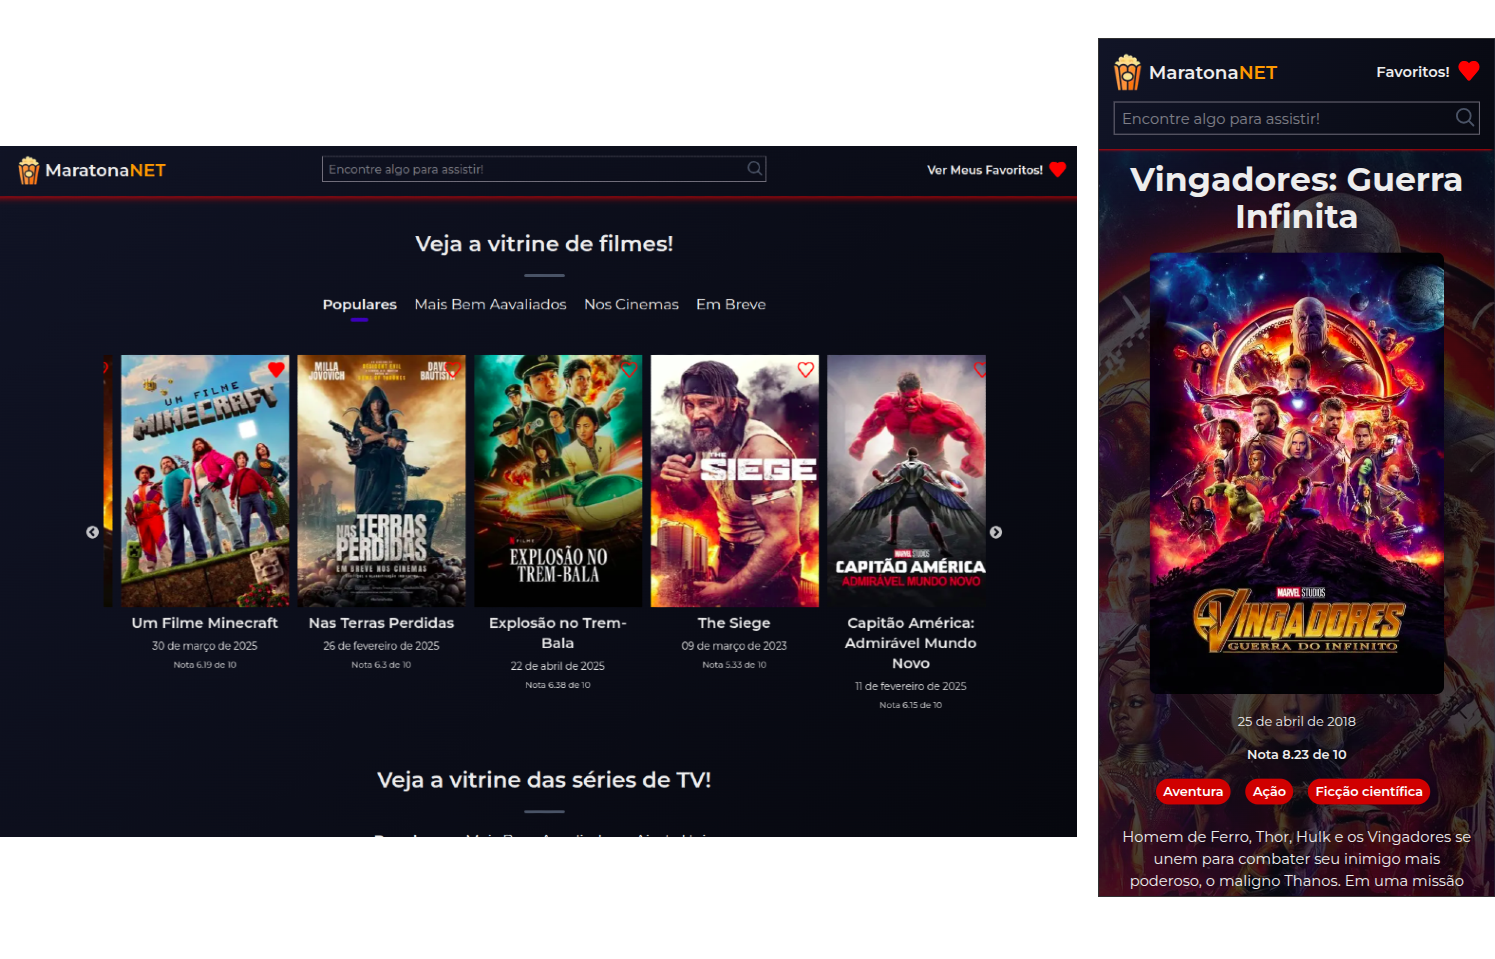 MaratonaNET
Encontre algo para assistir!
Ver Meus Favoritos!
Veja a vitrine de filmes!
Populares Mais Bem Aavaliados Nos Cinemas Em Breve
UM FILME
MINECRAFT
MILLA
JOVOVICH
DAVE
BAUTISTA
NAS TERRAS
PERDIDAS
EM BREVE NOS CINEMAS
FILME
EXPLOSÃO NO
TREM-BALA
THE
SIEGE
MARVEL STUDIOS
CAPITÃO AMÉRICA
ADMIRÁVEL MUNDO NOVO
Um Filme Minecraft
30 de março de 2025
Nota 6.19 de 10
Nas Terras Perdidas
26 de fevereiro de 2025
Nota 6.3 de 10
Explosão no Trem-
Bala
22 de abril de 2025
Nota 6.38 de 10
The Siege
09 de março de 2023
Nota 5.33 de 10
Capitão América:
Admirável Mundo
Novo
11 de fevereiro de 2025
Nota 6.15 de 10
Veja a vitrine das séries de TV!
MaratonaNET
Favoritos!
Encontre algo para assistir!
Vingadores: Guerra
Infinita
MARVEL STUDIOS
VINGADORES
GUERRA DO INFINITO
25 de abril de 2018
Nota 8.23 de 10
Aventura Ação Ficção científica
Homem de Ferro, Thor, Hulk e os Vingadores se
unem para combater seu inimigo mais
poderoso, o maligno Thanos. Em uma missão